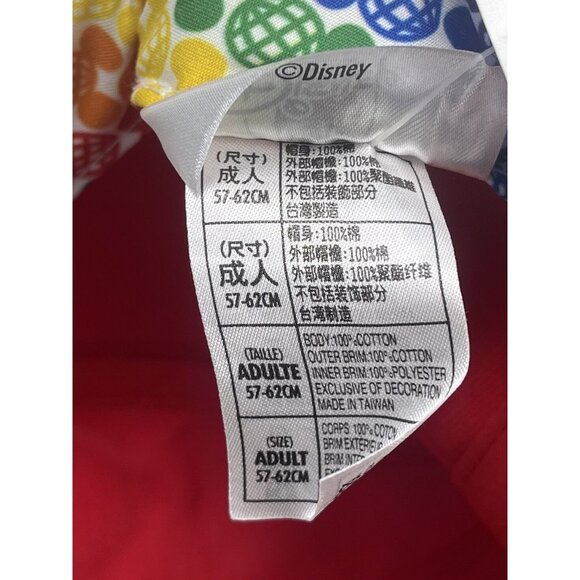 ©Disney
(尺寸)
成人
57-62CM
帽身:100%棉
外部帽檐:100%棉
外部帽檐:100%聚酯纖維
不包括裝飾部分
台灣製造
(尺寸)
成人
57-62CM
帽身:100%棉
外部帽檐:100%棉
外部帽檐:100%聚酯纤维
不包括装饰部分
台湾制造
(TAILLE)
ADULTE
57-62CM
BODY:100%COTTON
OUTER BRIM:100%COTTON
INNER BRIM:100%POLYESTER
EXCLUSIVE OF DECORATION
MADE IN TAIWAN
(SIZE)
ADULT
57-62CM
CORPS: 100%
BRIM
BRIM